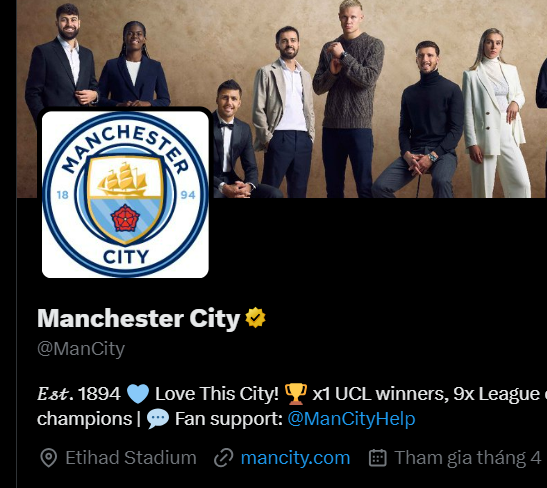 MANCHESTER
18 94
CITY
Manchester City
@ManCity
𝓔𝓼𝓽. 1894 🩵 Love This City! 🏆 x1 UCL winners, 9x League
champions | 💬 Fan support: @ManCityHelp
Etihad Stadium mancity.com Tham gia tháng 4